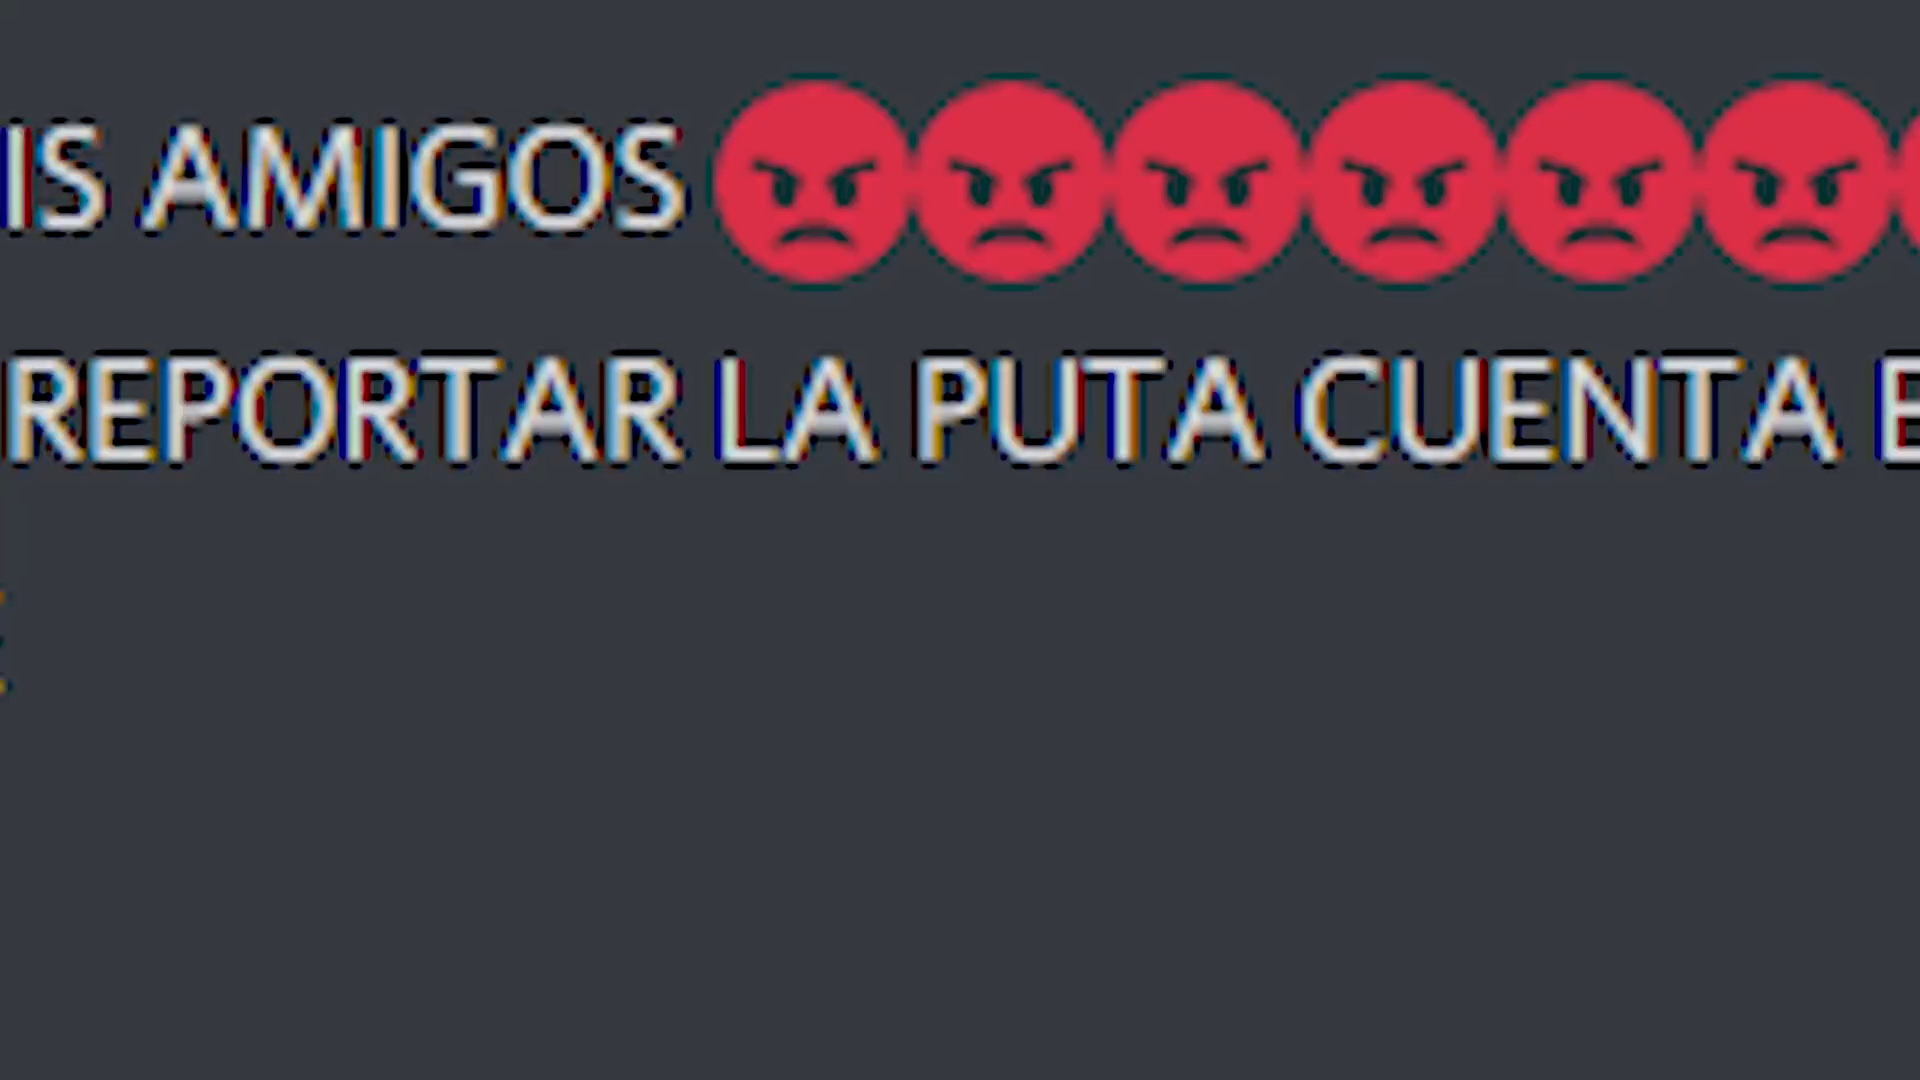 IS AMIGOS 😡😡😡😡😡😡
REPORTAR LA PUTA CUENTA E